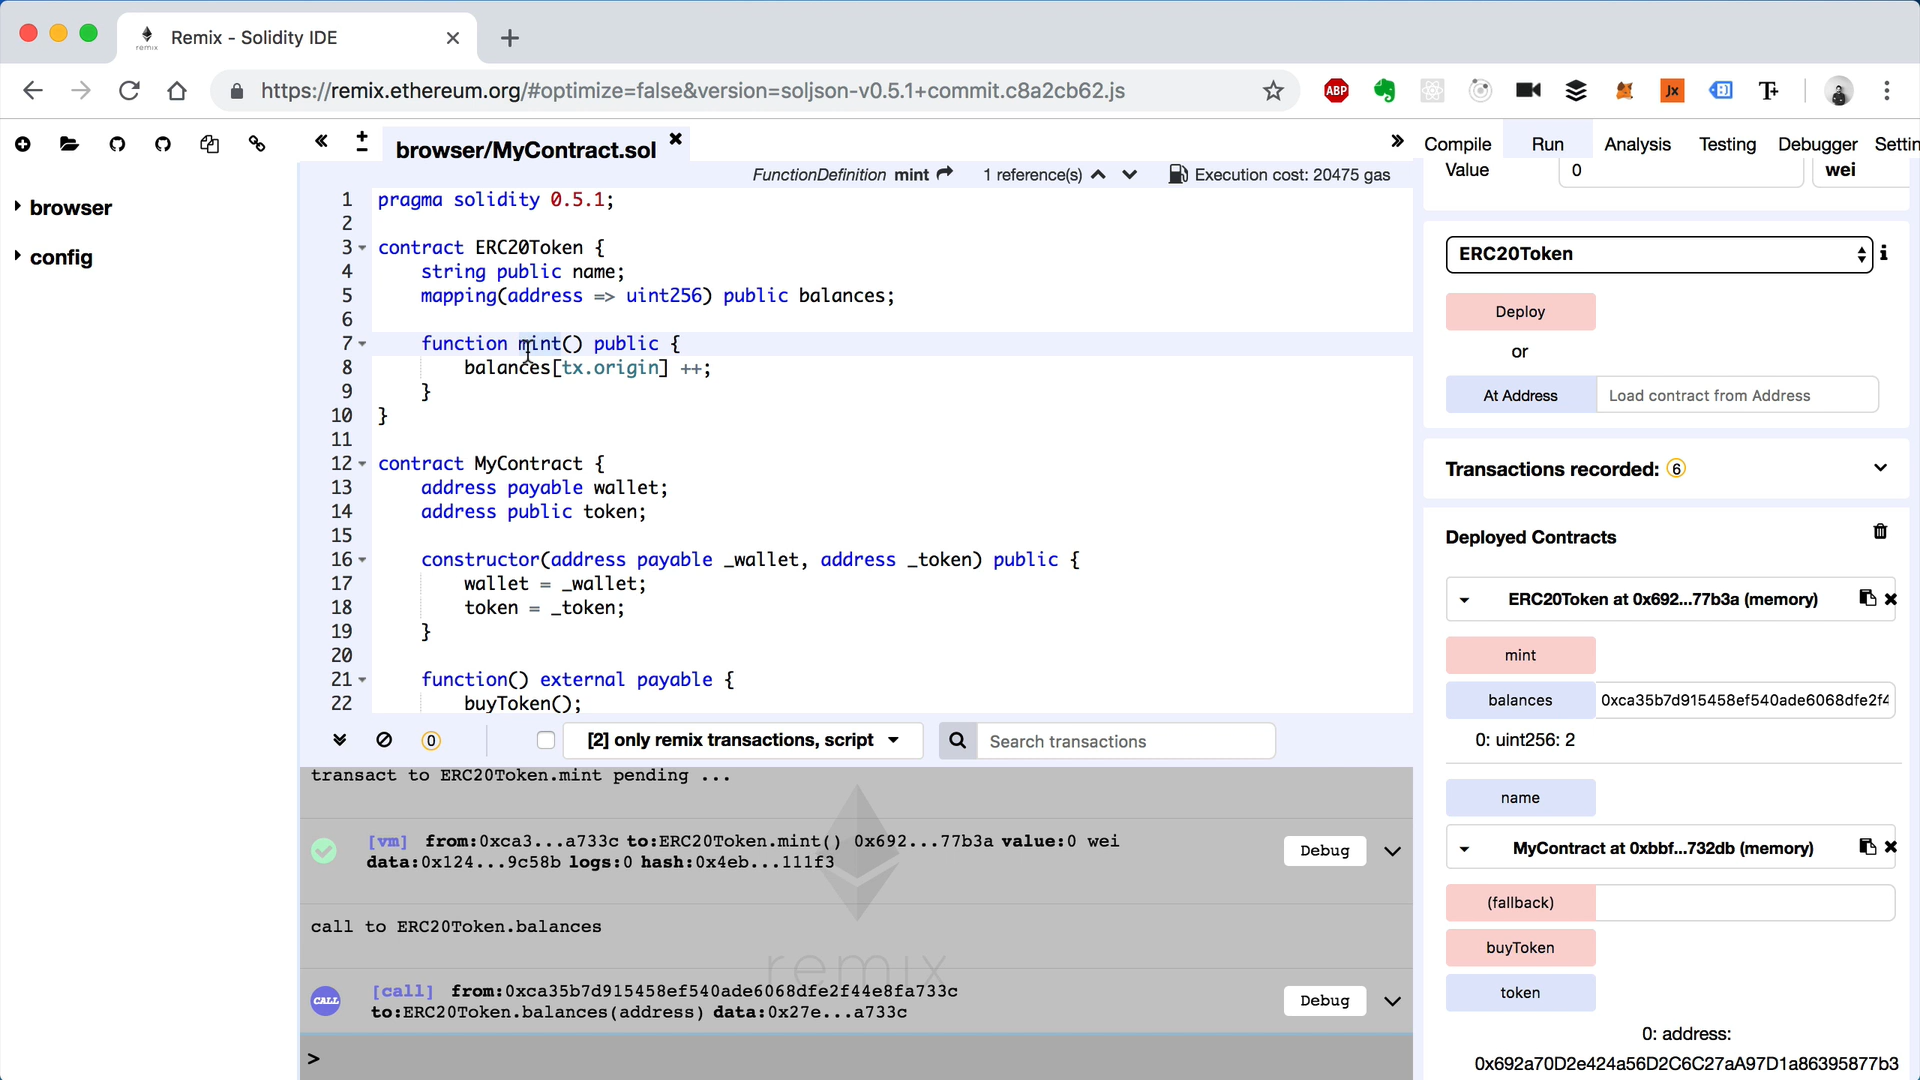 Remix - Solidity IDE
https://remix.ethereum.org/#optimize=false&version=soljson-v0.5.1+commit.c8a2cb62.js
ABP
Jx
browser/MyContract.sol
Compile Run Analysis Testing Debugger Settin
FunctionDefinition mint 1 reference(s) Execution cost: 20475 gas
Value 0 wei
browser
config
1 pragma solidity 0.5.1;
2
3 contract ERC20Token {
4 string public name;
5 mapping(address => uint256) public balances;
6
7 function mint() public {
8 balances[tx.origin] ++;
9 }
10 }
11
12 contract MyContract {
13 address payable wallet;
14 address public token;
15
16 constructor(address payable _wallet, address _token) public {
17 wallet = _wallet;
18 token = _token;
19 }
20
21 function() external payable {
22 buyToken();
0 [2] only remix transactions, script Search transactions
transact to ERC20Token.mint pending ...
[vm] from:0xca3...a733c to:ERC20Token.mint() 0x692...77b3a value:0 wei
data:0x124...9c58b logs:0 hash:0x4eb...111f3
Debug
call to ERC20Token.balances
remix
CALL
[call] from:0xca35b7d915458ef540ade6068dfe2f44e8fa733c
to:ERC20Token.balances(address) data:0x27e...a733c
Debug
>
ERC20Token
Deploy
or
At Address Load contract from Address
Transactions recorded: 6
Deployed Contracts
ERC20Token at 0x692...77b3a (memory)
mint
balances 0xca35b7d915458ef540ade6068dfe2f4
0: uint256: 2
name
MyContract at 0xbbf...732db (memory)
(fallback)
buyToken
token
0: address:
0x692a70D2e424a56D2C6C27aA97D1a86395877b3